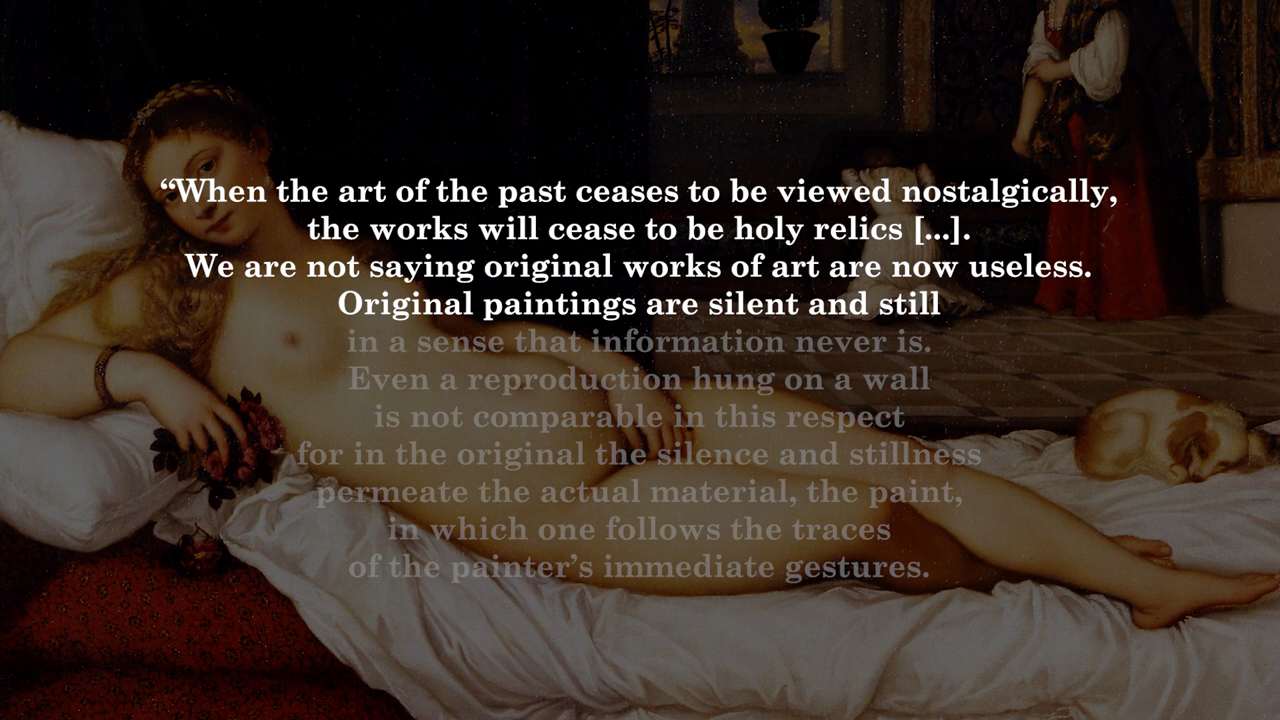 “When the art of the past ceases to be viewed nostalgically,
the works will cease to be holy relics [...].
We are not saying original works of art are now useless.
Original paintings are silent and still
in a sense that information never is.
Even a reproduction hung on a wall
is not comparable in this respect
for in the original the silence and stillness
permeate the actual material, the paint,
in which one follows the traces
of the painter’s immediate gestures.